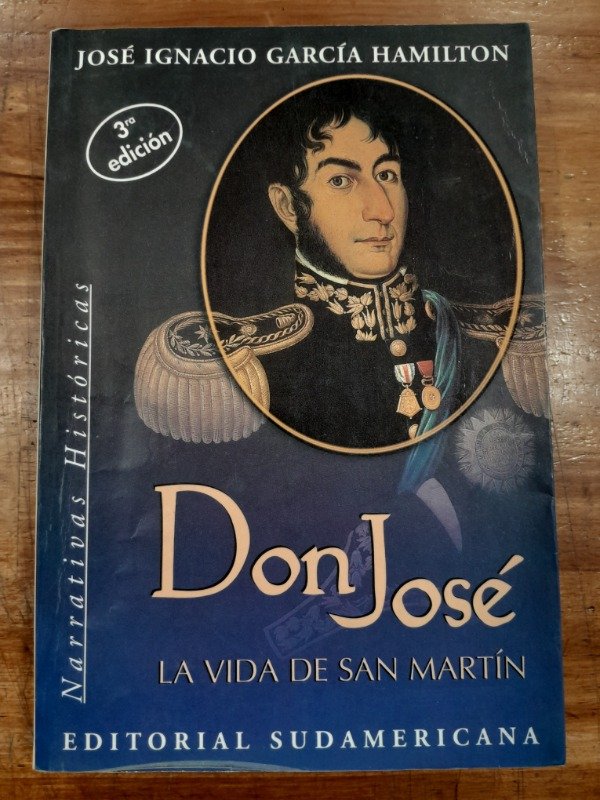 JOSÉ IGNACIO GARCÍA HAMILTON
3ra
edición
Narrativas Históricas
Don José
LA VIDA DE SAN MARTÍN
EDITORIAL SUDAMERICANA